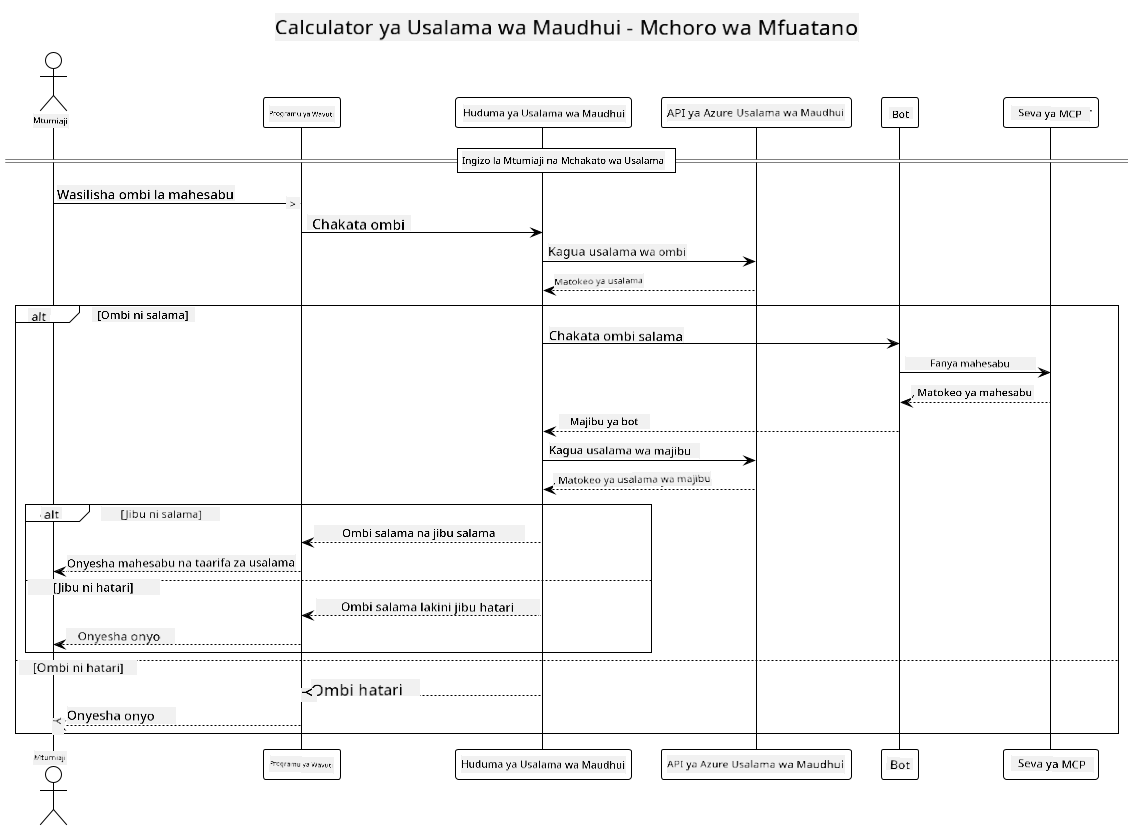 Calculator ya Usalama wa Maudhui - Mchoro wa Mfuatano
Mtumiaji
Programu ya Wavuti
Huduma ya Usalama wa Maudhui
API ya Azure Usalama wa Maudhui
Bot
Seva ya MCP
Ingizo la Mtumiaji na Mchakato wa Usalama
Wasilisha ombi la mahesabu
Chakata ombi
Kagua usalama wa ombi
Matokeo ya usalama
alt
[Ombi ni salama]
Chakata ombi salama
Fanya mahesabu
Matokeo ya mahesabu
Majibu ya bot
Kagua usalama wa majibu
Matokeo ya usalama wa majibu
alt
[Jibu ni salama]
Ombi salama na jibu salama
Onyesha mahesabu na taarifa za usalama
[Jibu ni hatari]
Ombi salama lakini jibu hatari
Onyesha onyo
[Ombi ni hatari]
Ombi hatari
Onyesha onyo
Mtumiaji
Programu ya Wavuti
Huduma ya Usalama wa Maudhui
API ya Azure Usalama wa Maudhui
Bot
Seva ya MCP